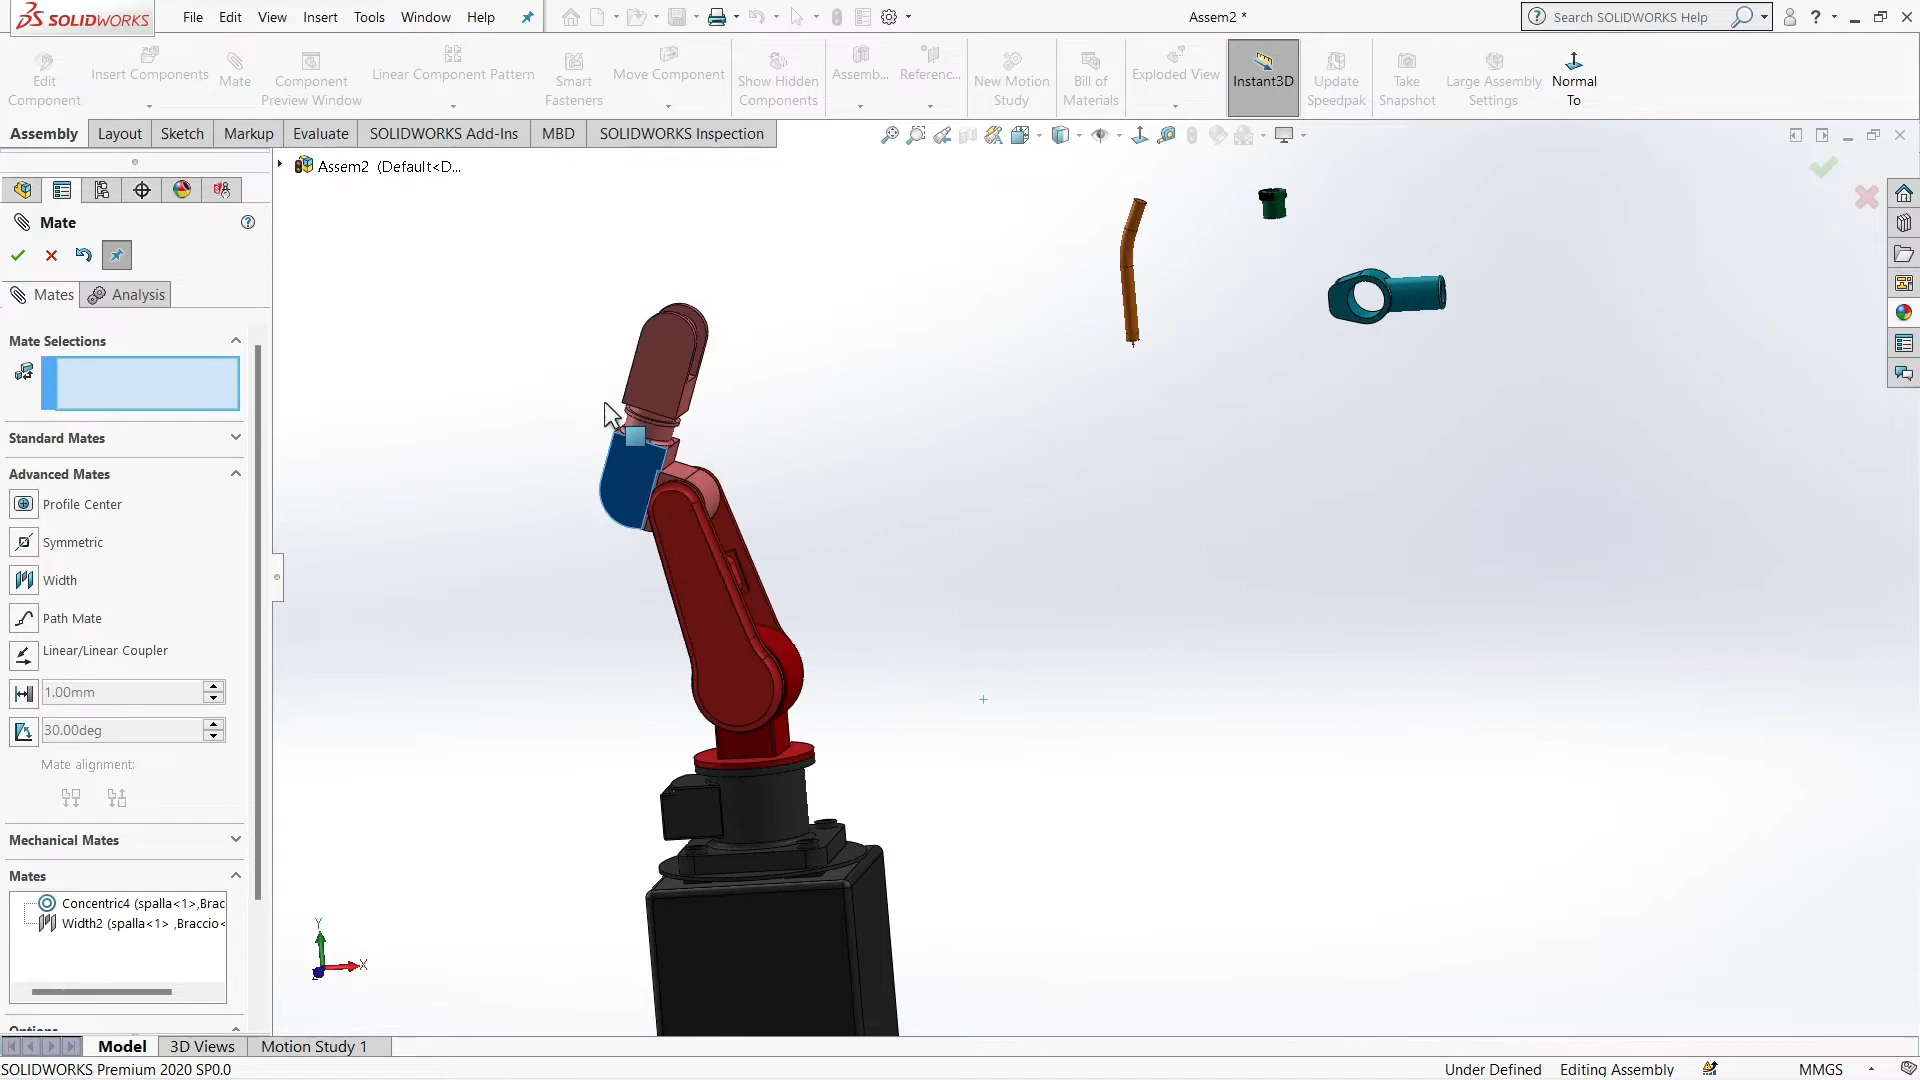 SOLIDWORKS
File Edit View Insert Tools Window Help
Assem2 *
Search SOLIDWORKS Help
?
Edit Component
Insert Components
Mate
Component Preview Window
Linear Component Pattern
Smart Fasteners
Move Component
Show Hidden Components
Assemb...
Referenc...
New Motion Study
Bill of Materials
Exploded View
Instant3D
Update Speedpak
Take Snapshot
Large Assembly Settings
Normal To
Assembly Layout Sketch Markup Evaluate SOLIDWORKS Add-Ins MBD SOLIDWORKS Inspection
Assem2 (Default<D...
Mate
Mates Analysis
Mate Selections
Standard Mates
Advanced Mates
Profile Center
Symmetric
Width
Path Mate
Linear/Linear Coupler
1.00mm
30.00deg
Mate alignment:
Mechanical Mates
Mates
Concentric4 (spalla<1>,Brac
Width2 (spalla<1> ,Braccio<
Options
Y
X
Z
Model 3D Views Motion Study 1
SOLIDWORKS Premium 2020 SP0.0
Under Defined Editing Assembly MMGS